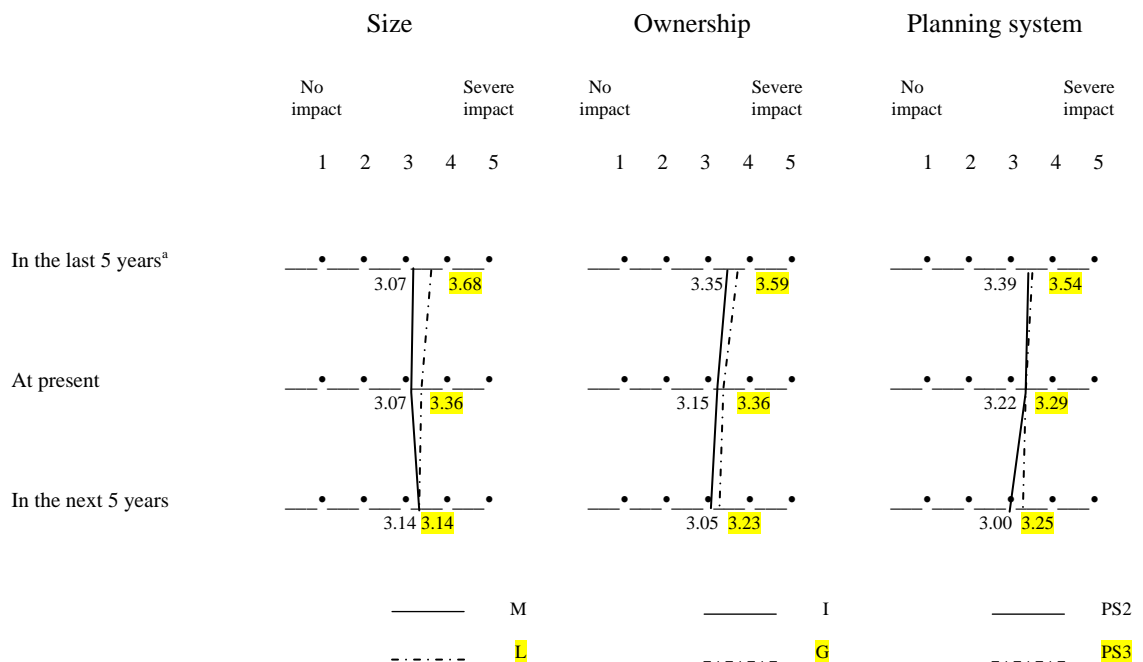 Size Ownership Planning system
No Severe No Severe No Severe
impact impact impact impact impact impact
1 2 3 4 5 1 2 3 4 5 1 2 3 4 5
In the last 5 yearsᵃ
3.07 3.68 3.35 3.59 3.39 3.54
At present
3.07 3.36 3.15 3.36 3.22 3.29
In the next 5 years
3.14 3.14 3.05 3.23 3.00 3.25
M I PS2
L G PS3